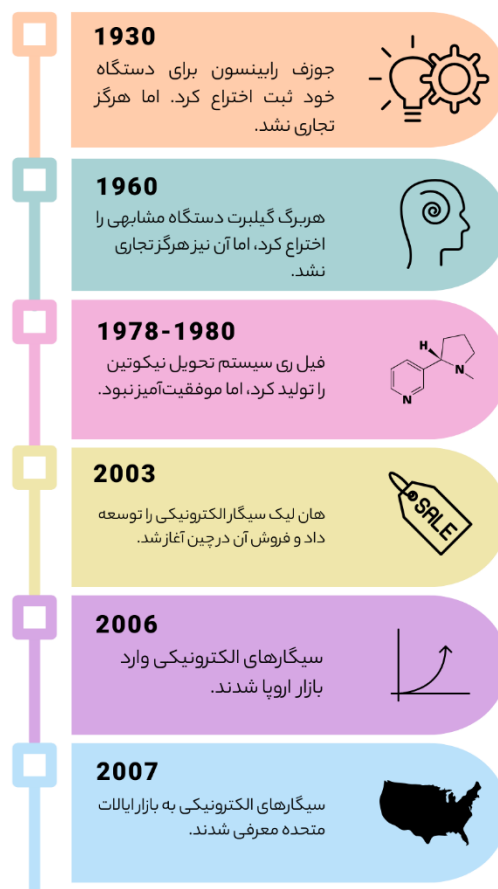 1930
جوزف رابینسون برای دستگاه
خود ثبت اختراع کرد. اما هرگز
تجاری نشد.
1960
هربرگ گیلبرت دستگاه مشابهی را
اختراع کرد، اما آن نیز هرگز تجاری
نشد.
1978-1980
فیل ری سیستم تحویل نیکوتین
را تولید کرد، اما موفقیت‌آمیز نبود.
H
N
N
2003
هان لیک سیگار الکترونیکی را توسعه
داد و فروش آن در چین آغاز شد.
SALE
2006
سیگارهای الکترونیکی وارد
بازار اروپا شدند.
2007
سیگارهای الکترونیکی به بازار ایالات
متحده معرفی شدند.